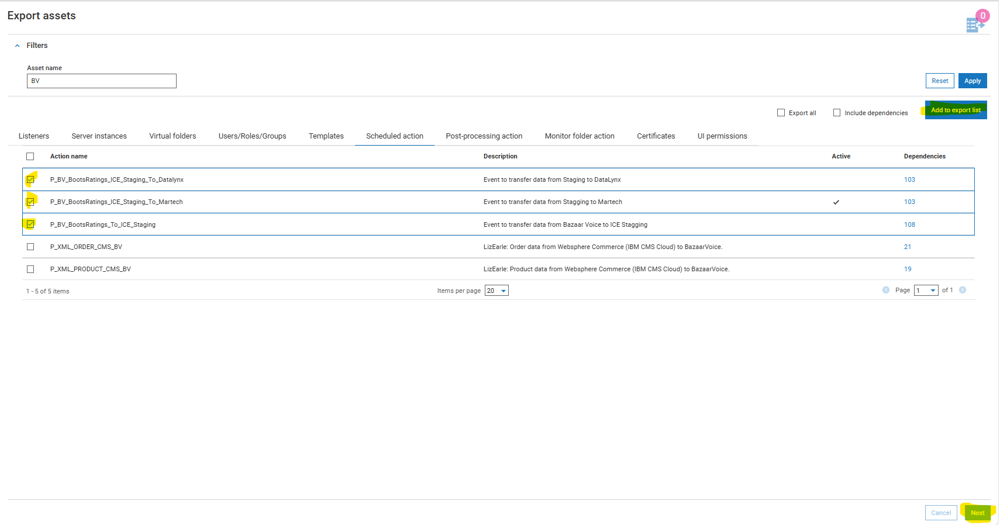 Export assets
0
Filters
Asset name
BV
Reset Apply
Export all Include dependencies Add to export list
Listeners Server instances Virtual folders Users/Roles/Groups Templates Scheduled action Post-processing action Monitor folder action Certificates UI permissions
Action name Description Active Dependencies
P_BV_BootsRatings_ICE_Staging_To_Datalynx Event to transfer data from Staging to DataLynx 103
P_BV_BootsRatings_ICE_Staging_To_Martech Event to transfer data from Stagging to Martech 103
P_BV_BootsRatings_To_ICE_Staging Event to transfer data from Bazaar Voice to ICE Stagging 108
P_XML_ORDER_CMS_BV LizEarle: Order data from Websphere Commerce (IBM CMS Cloud) to BazaarVoice. 21
P_XML_PRODUCT_CMS_BV LizEarle: Product data from Websphere Commerce (IBM CMS Cloud) to BazaarVoice. 19
1 - 5 of 5 items Items per page 20 Page 1 of 1
Cancel Next